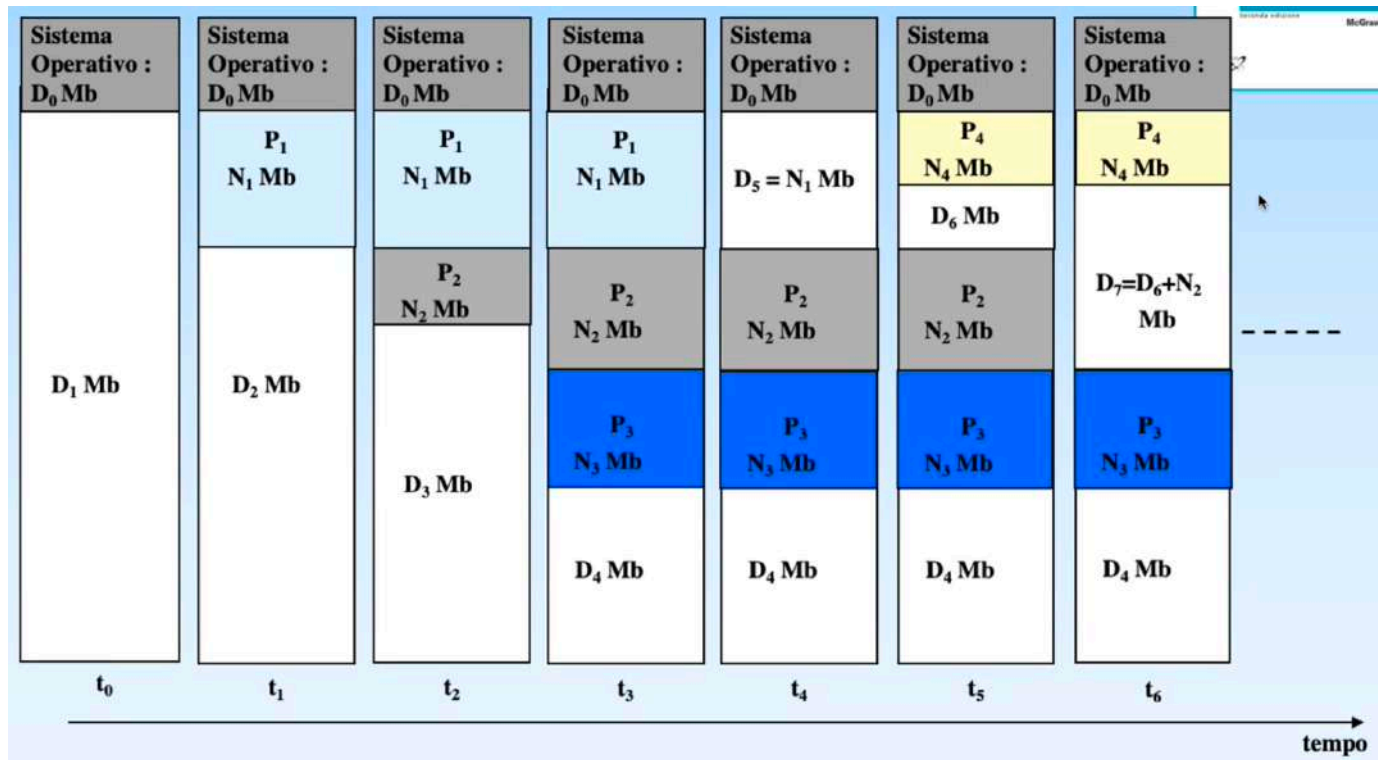 Seconda edizione
Sistema
Operativo :
D₀ Mb
D₁ Mb
t₀
Sistema
Operativo :
D₀ Mb
P₁
N₁ Mb
D₂ Mb
t₁
Sistema
Operativo :
D₀ Mb
P₁
N₁ Mb
P₂
N₂ Mb
D₃ Mb
t₂
Sistema
Operativo :
D₀ Mb
P₁
N₁ Mb
P₂
N₂ Mb
P₃
N₃ Mb
D₄ Mb
t₃
Sistema
Operativo :
D₀ Mb
D₅ = N₁ Mb
P₂
N₂ Mb
P₃
N₃ Mb
D₄ Mb
t₄
Sistema
Operativo :
D₀ Mb
P₄
N₄ Mb
D₆ Mb
P₂
N₂ Mb
P₃
N₃ Mb
D₄ Mb
t₅
Sistema
Operativo :
D₀ Mb
P₄
N₄ Mb
D₇=D₆+N₂
Mb
P₃
N₃ Mb
D₄ Mb
t₆
tempo